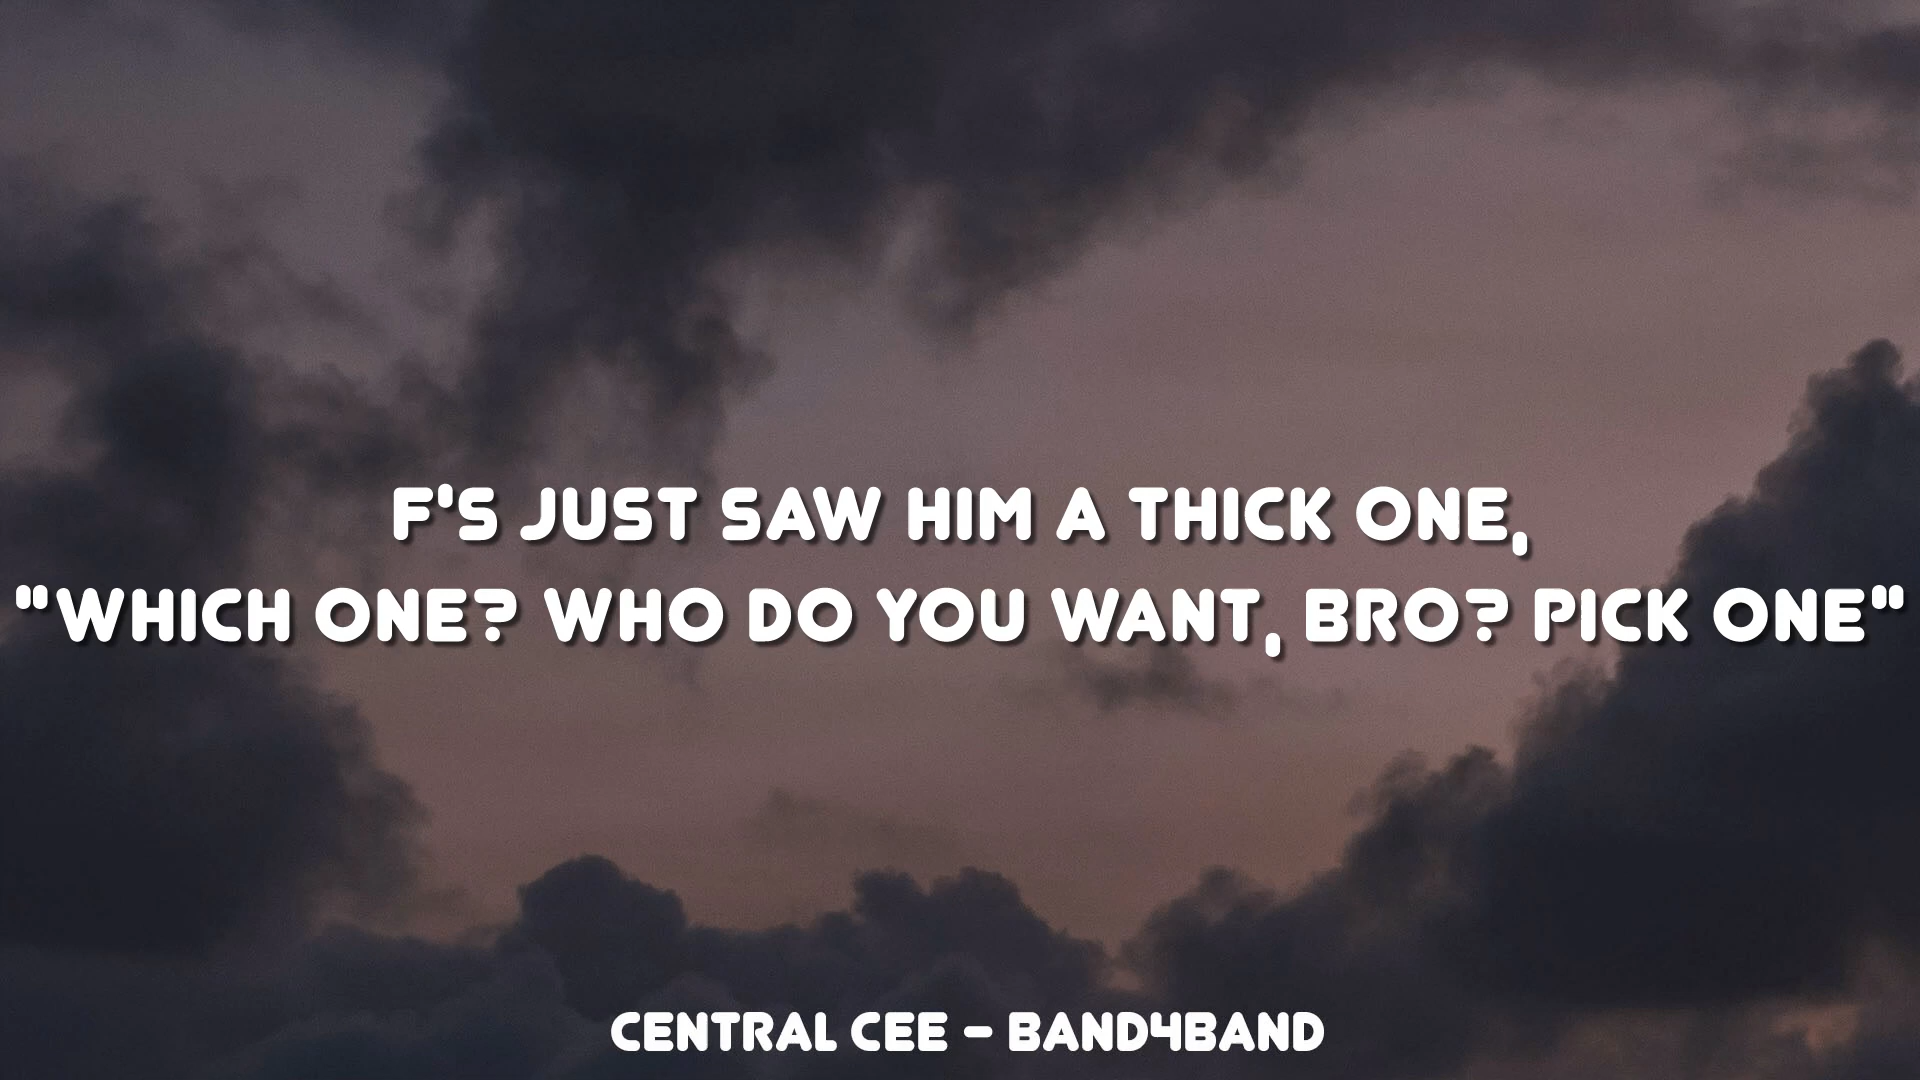 F'S JUST SAW HIM A THICK ONE,
"WHICH ONE? WHO DO YOU WANT, BRO? PICK ONE"
CENTRAL CEE - BAND4BAND